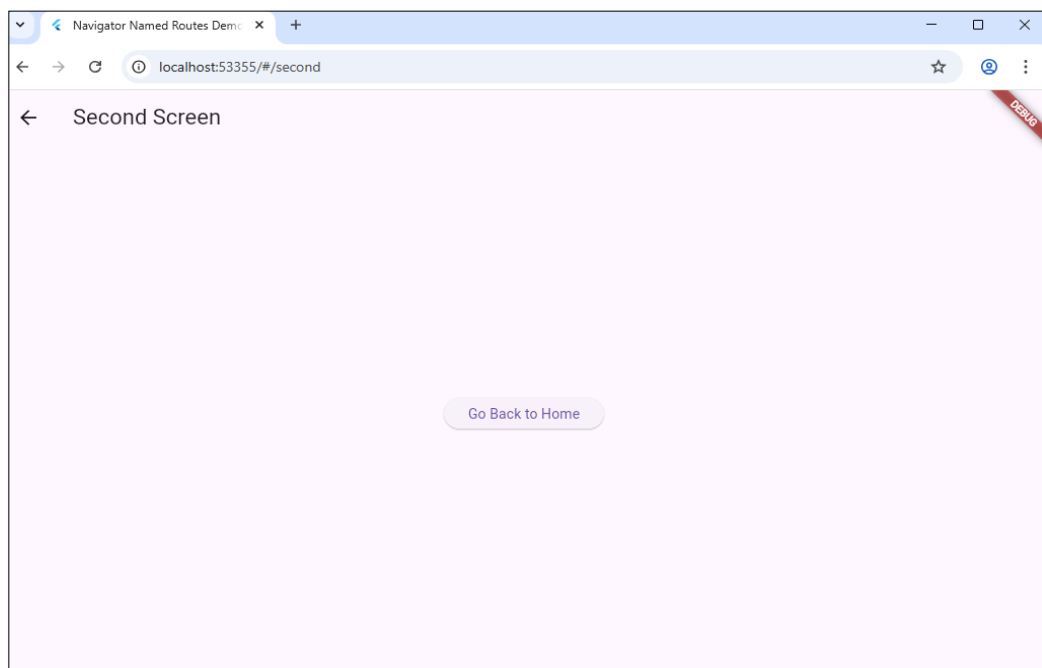 Navigator Named Routes Demo
localhost:53355/#/second
Second Screen
DEBUG
Go Back to Home